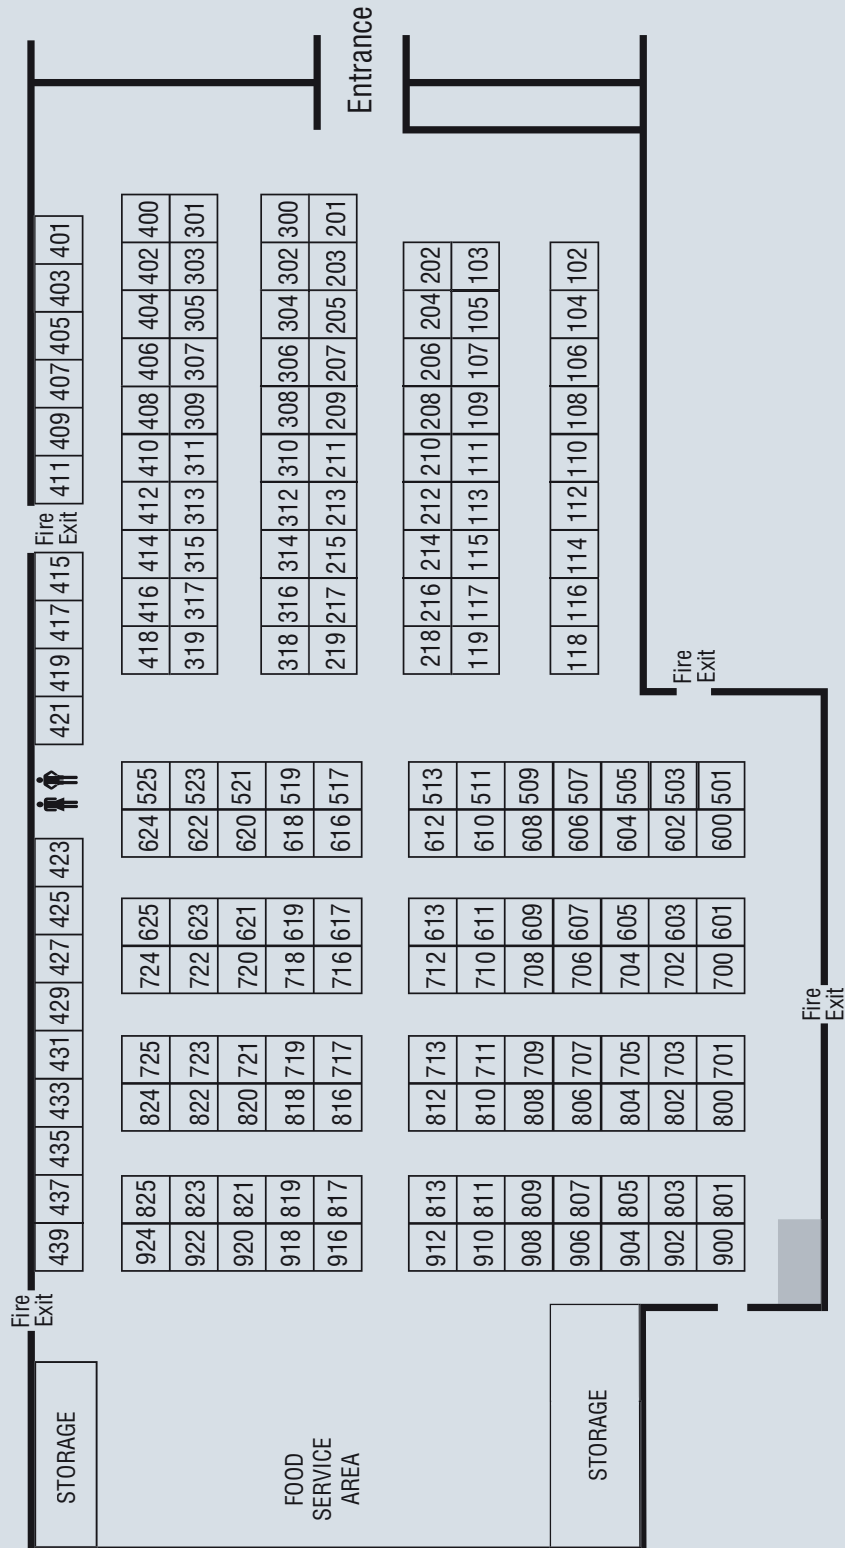 Fire
Exit
Fire
Exit
STORAGE
439 437 435 433 431 429 427 425 423 421 419 417 415 411 409 407 405 403 401
924 825 824 725 724 625 624 525 418 416 414 412 410 408 406 404 402 400
922 823 822 723 722 623 622 523 319 317 315 313 311 309 307 305 303 301
920 821 820 721 720 621 620 521
FOOD
SERVICE
AREA
918 819 818 719 718 619 618 519 318 316 314 312 310 308 306 304 302 300
916 817 816 717 716 617 616 517 219 217 215 213 211 209 207 205 203 201
Entrance
912 813 812 713 712 613 612 513 218 216 214 212 210 208 206 204 202
910 811 810 711 710 611 610 511 119 117 115 113 111 109 107 105 103
908 809 808 709 708 609 608 509
906 807 806 707 706 607 606 507 118 116 114 112 110 108 106 104 102
STORAGE
904 805 804 705 704 605 604 505
902 803 802 703 702 603 602 503
Fire
Exit
900 801 800 701 700 601 600 501
Fire
Exit